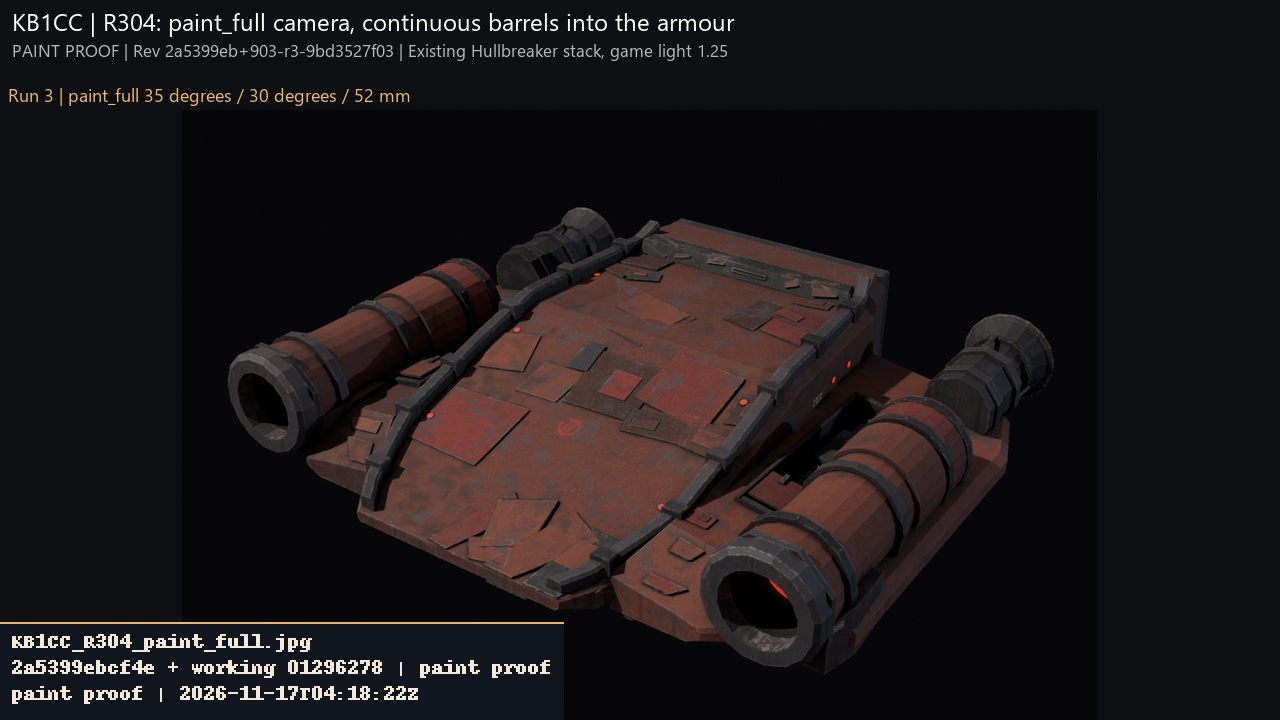 KB1CC | R304: paint_full camera, continuous barrels into the armour
PAINT PROOF | Rev 2a5399eb+903-r3-9bd3527f03 | Existing Hullbreaker stack, game light 1.25
Run 3 | paint_full 35 degrees / 30 degrees / 52 mm
KB1CC_R304_paint_full.jpg
2a5399ebcf4e + working 01296278 | paint proof
paint proof | 2026-11-17T04:18:22z